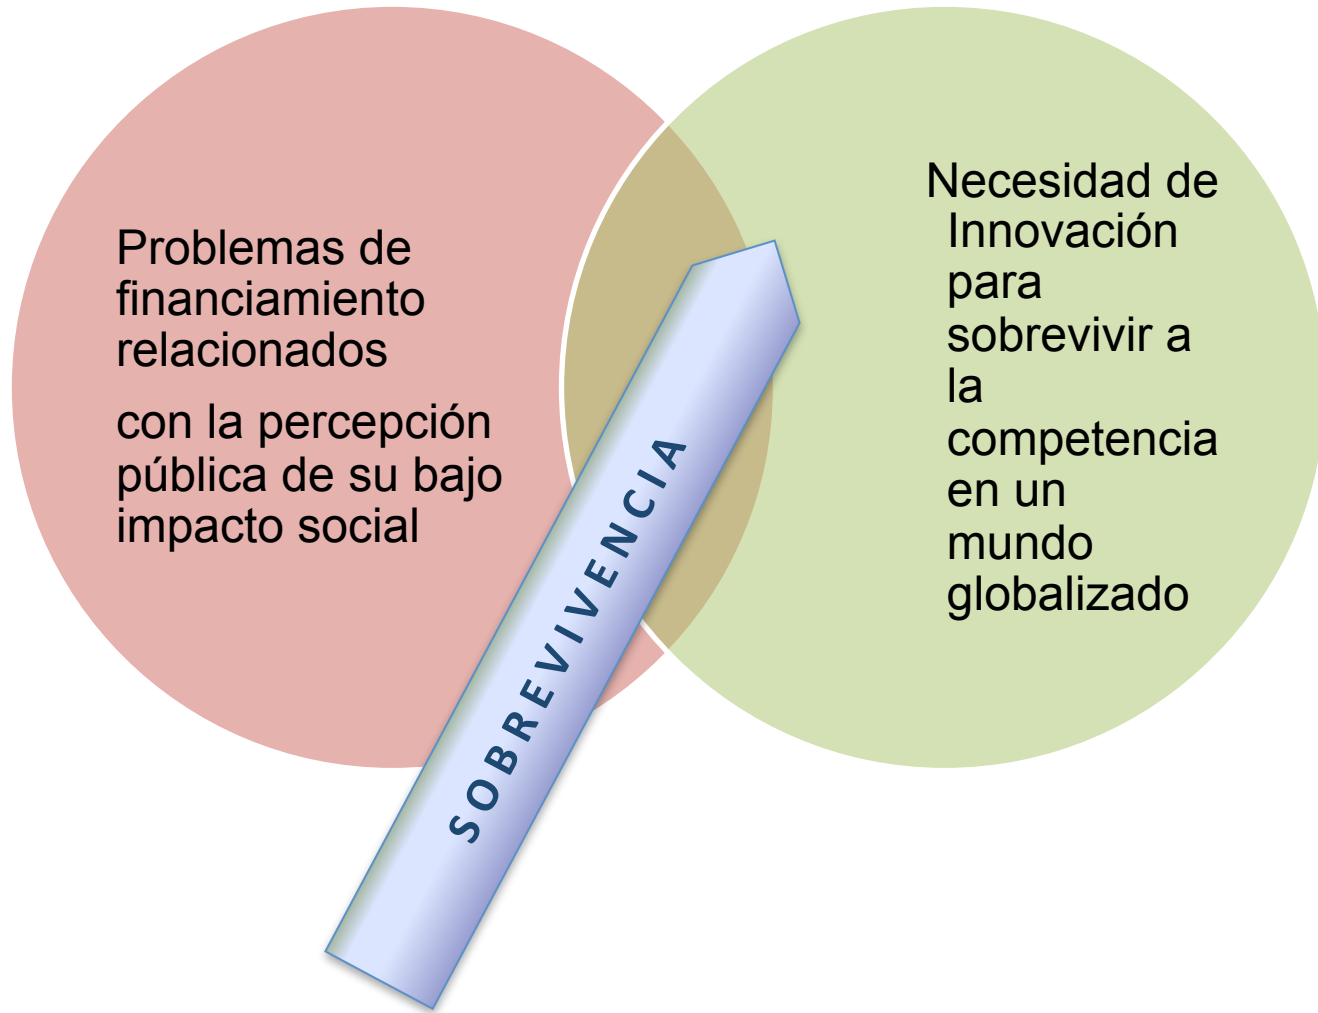 Problemas de
financiamiento
relacionados
con la percepción
pública de su bajo
impacto social
SOBREVIVENCIA
Necesidad de
Innovación
para
sobrevivir a
la
competencia
en un
mundo
globalizado